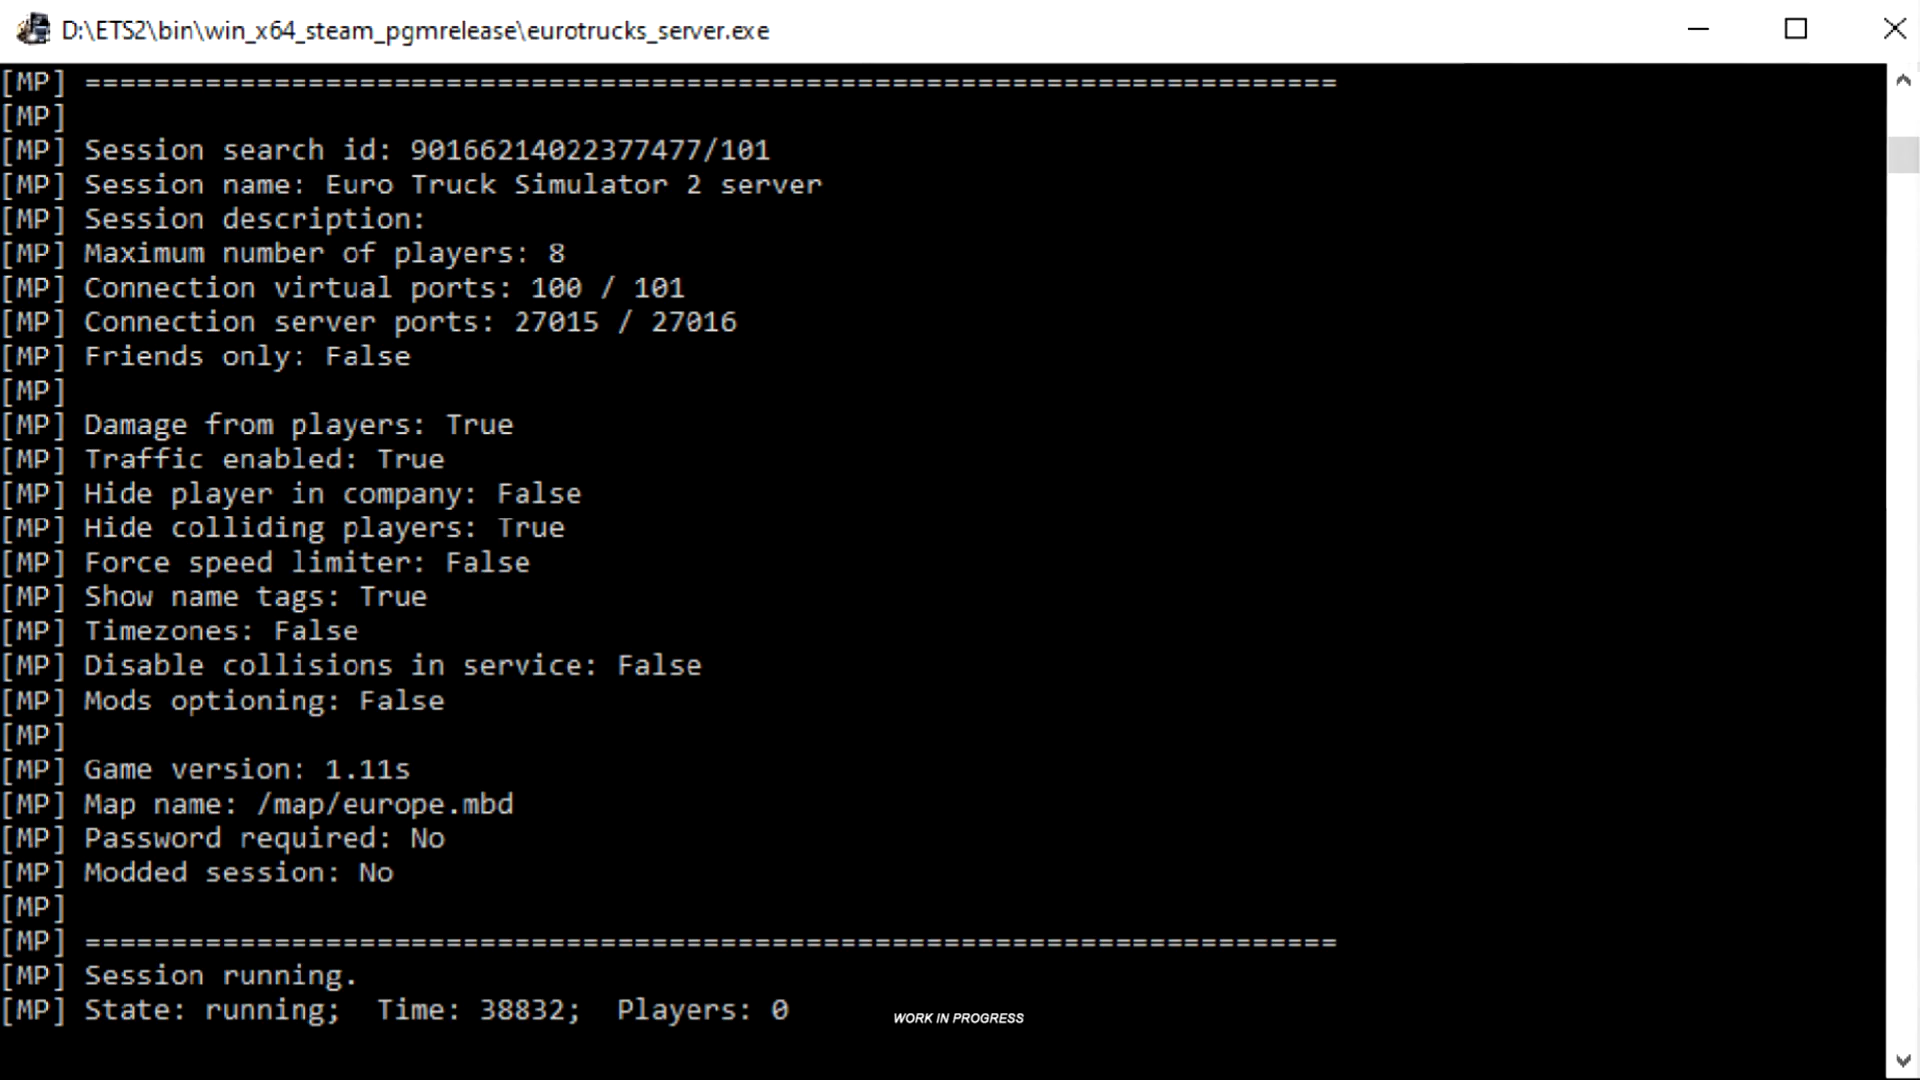 D:\ETS2\bin\win_x64_steam_pgmrelease\eurotrucks_server.exe
[MP] =========================================================================
[MP]
[MP] Session search id: 90166214022377477/101
[MP] Session name: Euro Truck Simulator 2 server
[MP] Session description:
[MP] Maximum number of players: 8
[MP] Connection virtual ports: 100 / 101
[MP] Connection server ports: 27015 / 27016
[MP] Friends only: False
[MP]
[MP] Damage from players: True
[MP] Traffic enabled: True
[MP] Hide player in company: False
[MP] Hide colliding players: True
[MP] Force speed limiter: False
[MP] Show name tags: True
[MP] Timezones: False
[MP] Disable collisions in service: False
[MP] Mods optioning: False
[MP]
[MP] Game version: 1.11s
[MP] Map name: /map/europe.mbd
[MP] Password required: No
[MP] Modded session: No
[MP]
[MP] =========================================================================
[MP] Session running.
[MP] State: running;  Time: 38832;  Players: 0
WORK IN PROGRESS